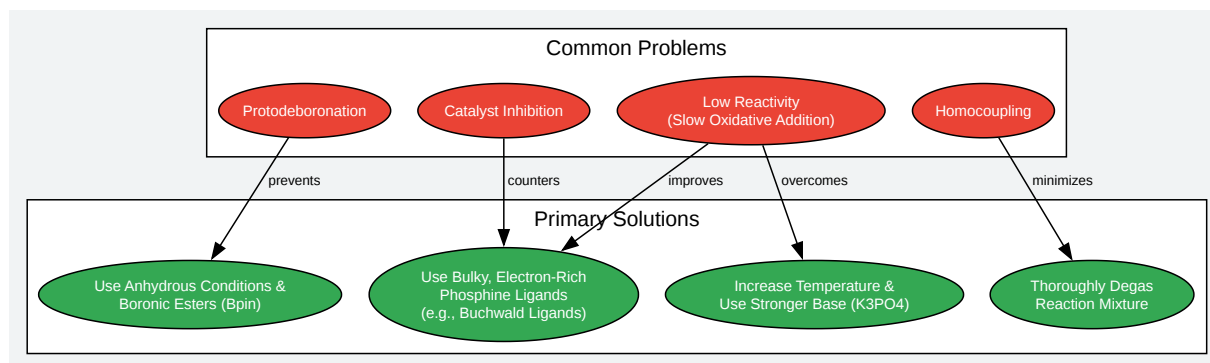 Common Problems
Protodeboronation
Catalyst Inhibition
Low Reactivity
(Slow Oxidative Addition)
Homocoupling
prevents
counters
improves
overcomes
minimizes
Primary Solutions
Use Anhydrous Conditions &
Boronic Esters (Bpin)
Use Bulky, Electron-Rich
Phosphine Ligands
(e.g., Buchwald Ligands)
Increase Temperature &
Use Stronger Base (K3PO4)
Thoroughly Degas
Reaction Mixture